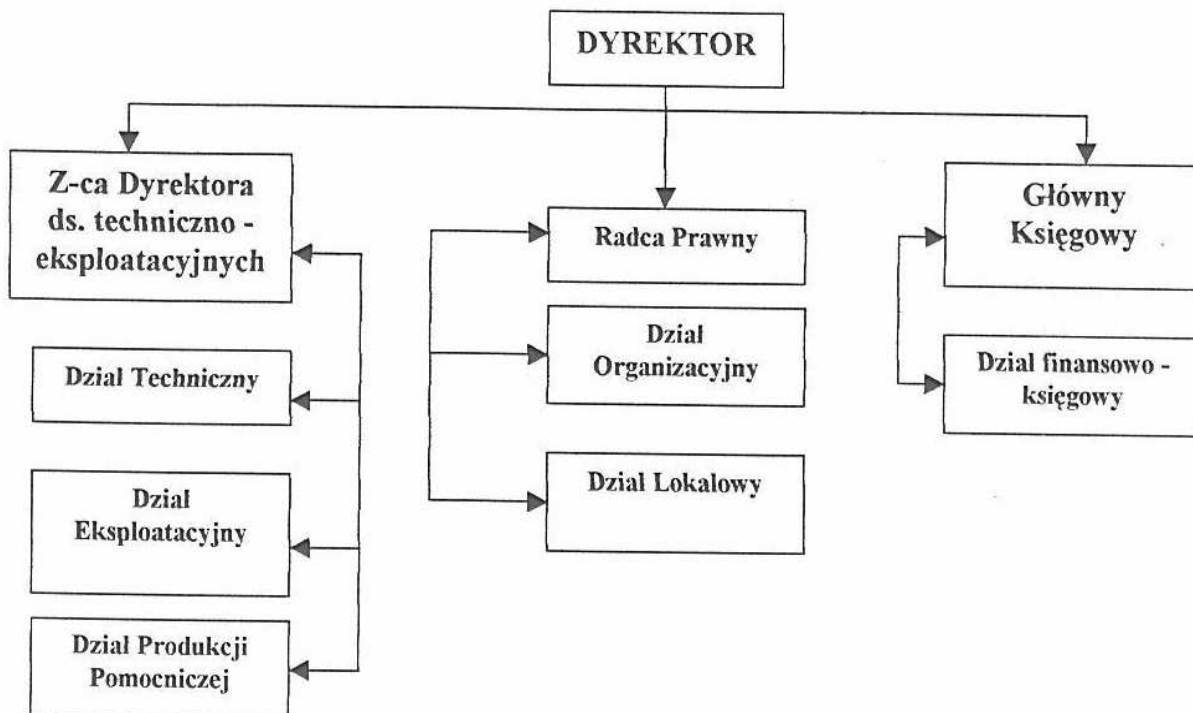 DYREKTOR
Z-ca Dyrektora
ds. techniczno -
eksploatacyjnych
Radca Prawny
Główny
Księgowy
Dział Techniczny
Dział
Organizacyjny
Dział finansowo -
księgowy
Dział
Eksploatacyjny
Dział Lokalowy
Dział Produkcji
Pomocniczej